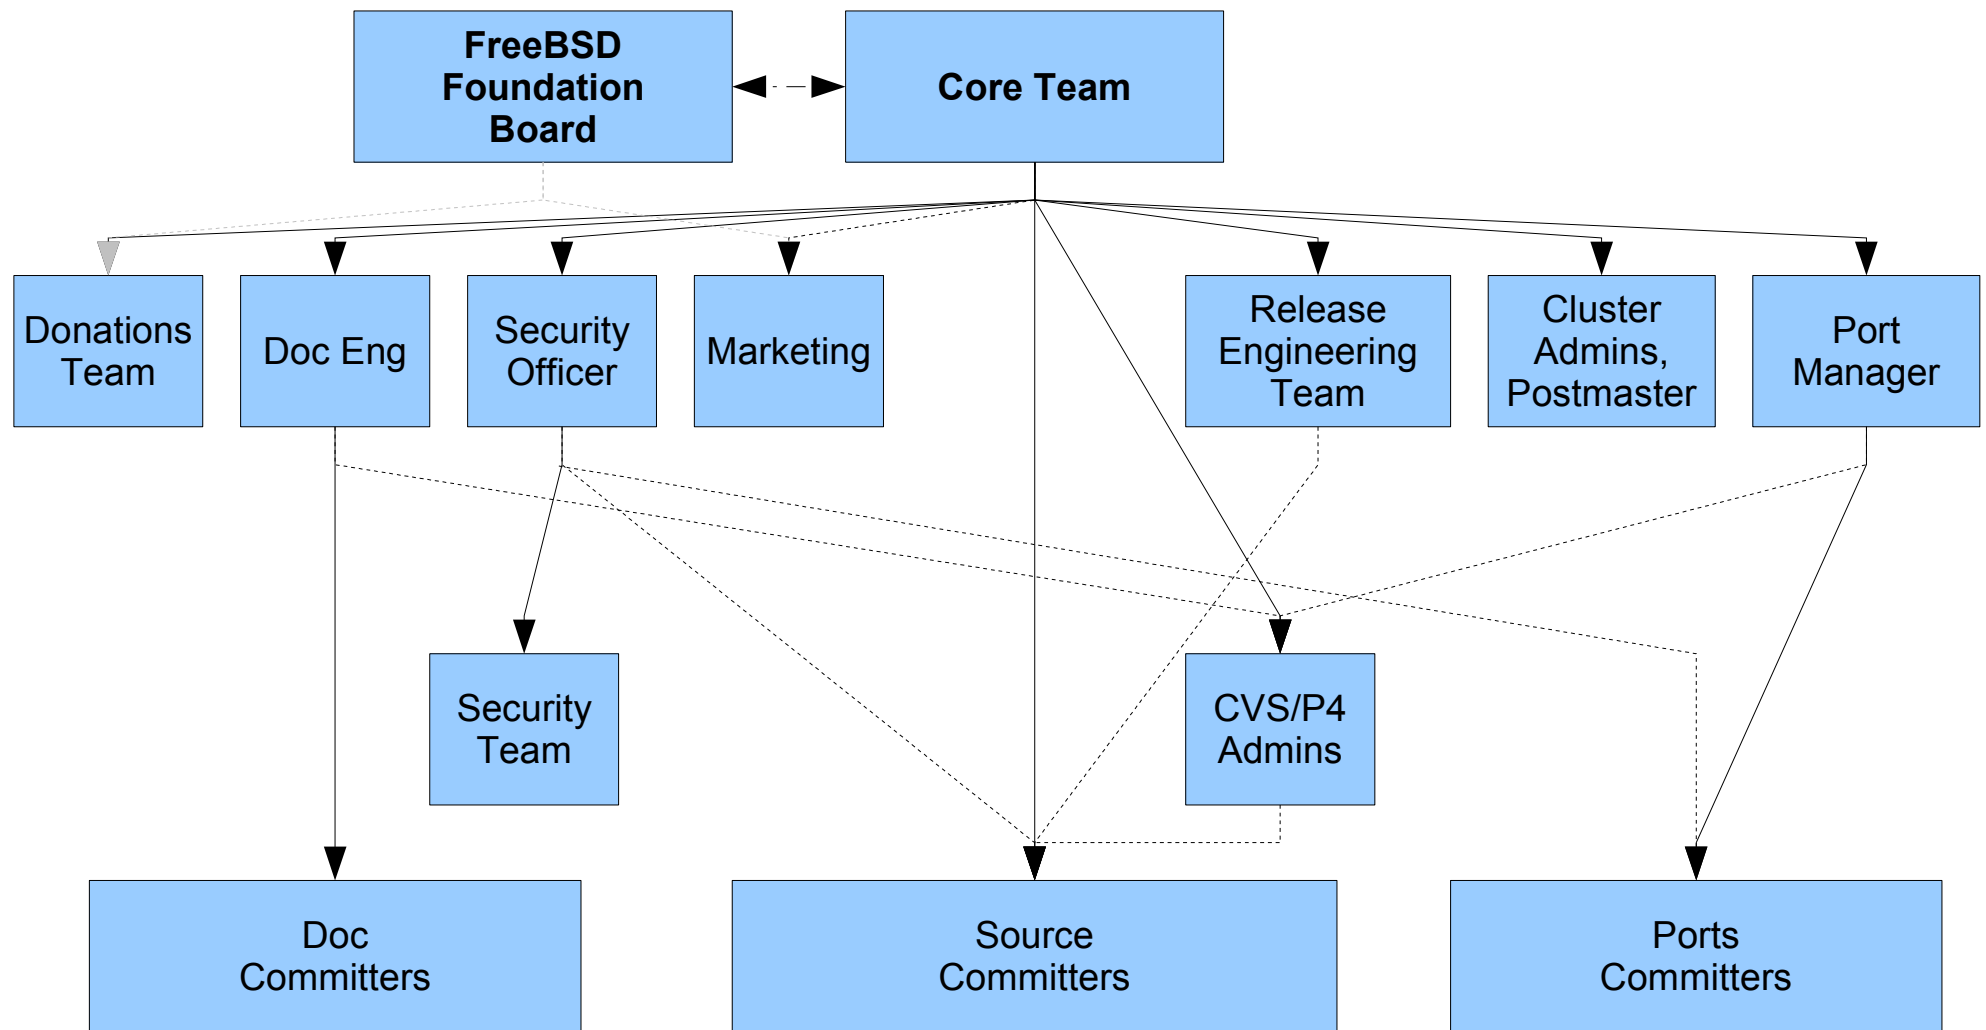 FreeBSD
Foundation
Board
Core Team
Donations
Team
Doc Eng
Security
Officer
Marketing
Release
Engineering
Team
Cluster
Admins,
Postmaster
Port
Manager
Security
Team
CVS/P4
Admins
Doc
Committers
Source
Committers
Ports
Committers